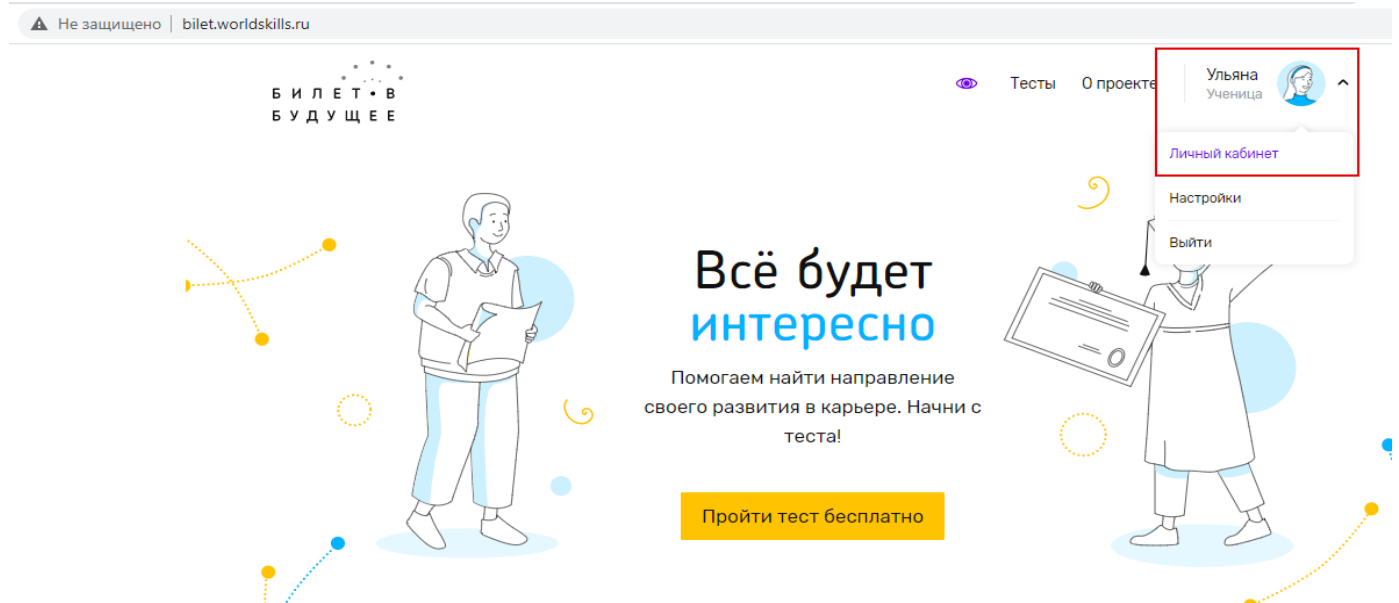 Не защищено | bilet.worldskills.ru
БИЛЕТ•В
БУДУЩЕЕ
Тесты О проекте
Ульяна
Ученица
Личный кабинет
Настройки
Выйти
Всё будет
интересно
Помогаем найти направление
своего развития в карьере. Начни с
теста!
Пройти тест бесплатно